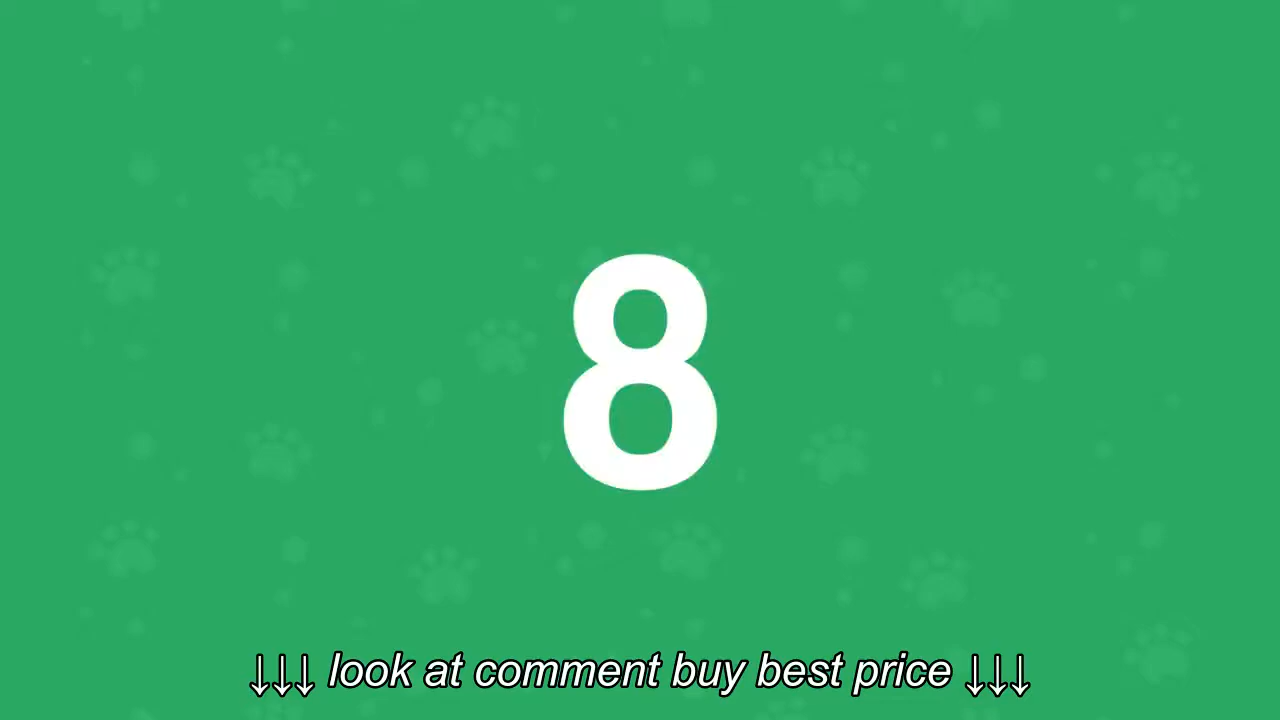 8
↓↓↓ look at comment buy best price ↓↓↓